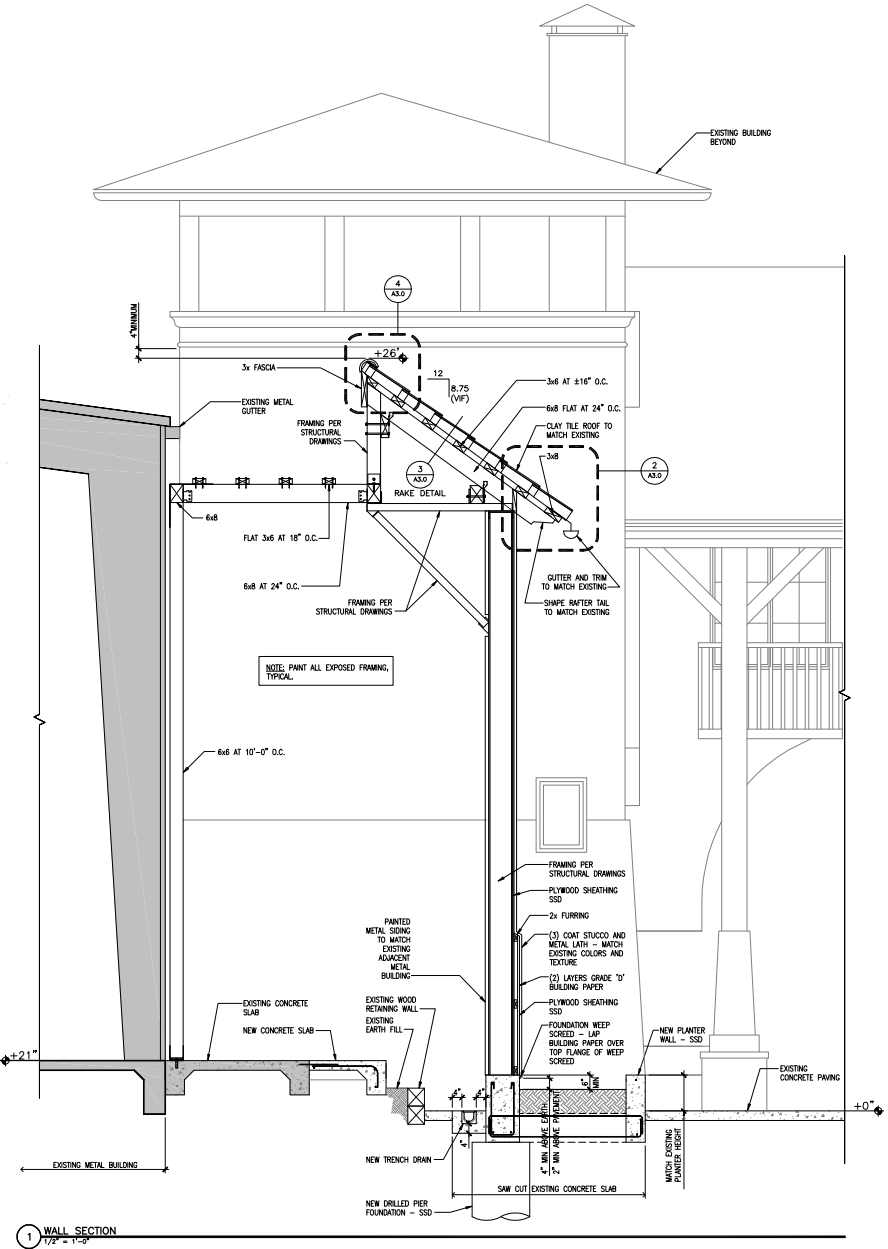 EXISTING BUILDING
BEYOND
4
A3.0
4"MINIMUM
+26'
3x FASCIA
12
8.75
(VIF)
3x6 AT ±16" O.C.
EXISTING METAL
GUTTER
6x8 FLAT AT 24" O.C.
FRAMING PER
STRUCTURAL
DRAWINGS
CLAY TILE ROOF TO
MATCH EXISTING
3x8
2
A3.0
3
A3.0
RAKE DETAIL
6x8
FLAT 3x6 AT 18" O.C.
6x8 AT 24" O.C.
GUTTER AND TRIM
TO MATCH EXISTING
FRAMING PER
STRUCTURAL DRAWINGS
SHAPE RAFTER TAIL
TO MATCH EXISTING
NOTE: PAINT ALL EXPOSED FRAMING,
TYPICAL.
6x6 AT 10'-0" O.C.
FRAMING PER
STRUCTURAL DRAWINGS
PLYWOOD SHEATHING
SSD
2x FURRING
PAINTED
METAL SIDING
TO MATCH
EXISTING
ADJACENT
METAL
BUILDING
(3) COAT STUCCO AND
METAL LATH - MATCH
EXISTING COLORS AND
TEXTURE
(2) LAYERS GRADE 'D'
BUILDING PAPER
PLYWOOD SHEATHING
SSD
EXISTING CONCRETE
SLAB
EXISTING WOOD
RETAINING WALL
EXISTING
EARTH FILL
NEW CONCRETE SLAB
FOUNDATION WEEP
SCREED - LAP
BUILDING PAPER OVER
TOP FLANGE OF WEEP
SCREED
NEW PLANTER
WALL - SSD
+21"
EXISTING
CONCRETE PAVING
6"
MIN
4"
4"
+0"
4"
4" MIN ABOVE EARTH
2" MIN ABOVE PAVEMENT
MATCH EXISTING
PLANTER HEIGHT
EXISTING METAL BUILDING
NEW TRENCH DRAIN
SAW CUT EXISTING CONCRETE SLAB
NEW DRILLED PIER
FOUNDATION - SSD
1
WALL SECTION
1/2" = 1'-0"